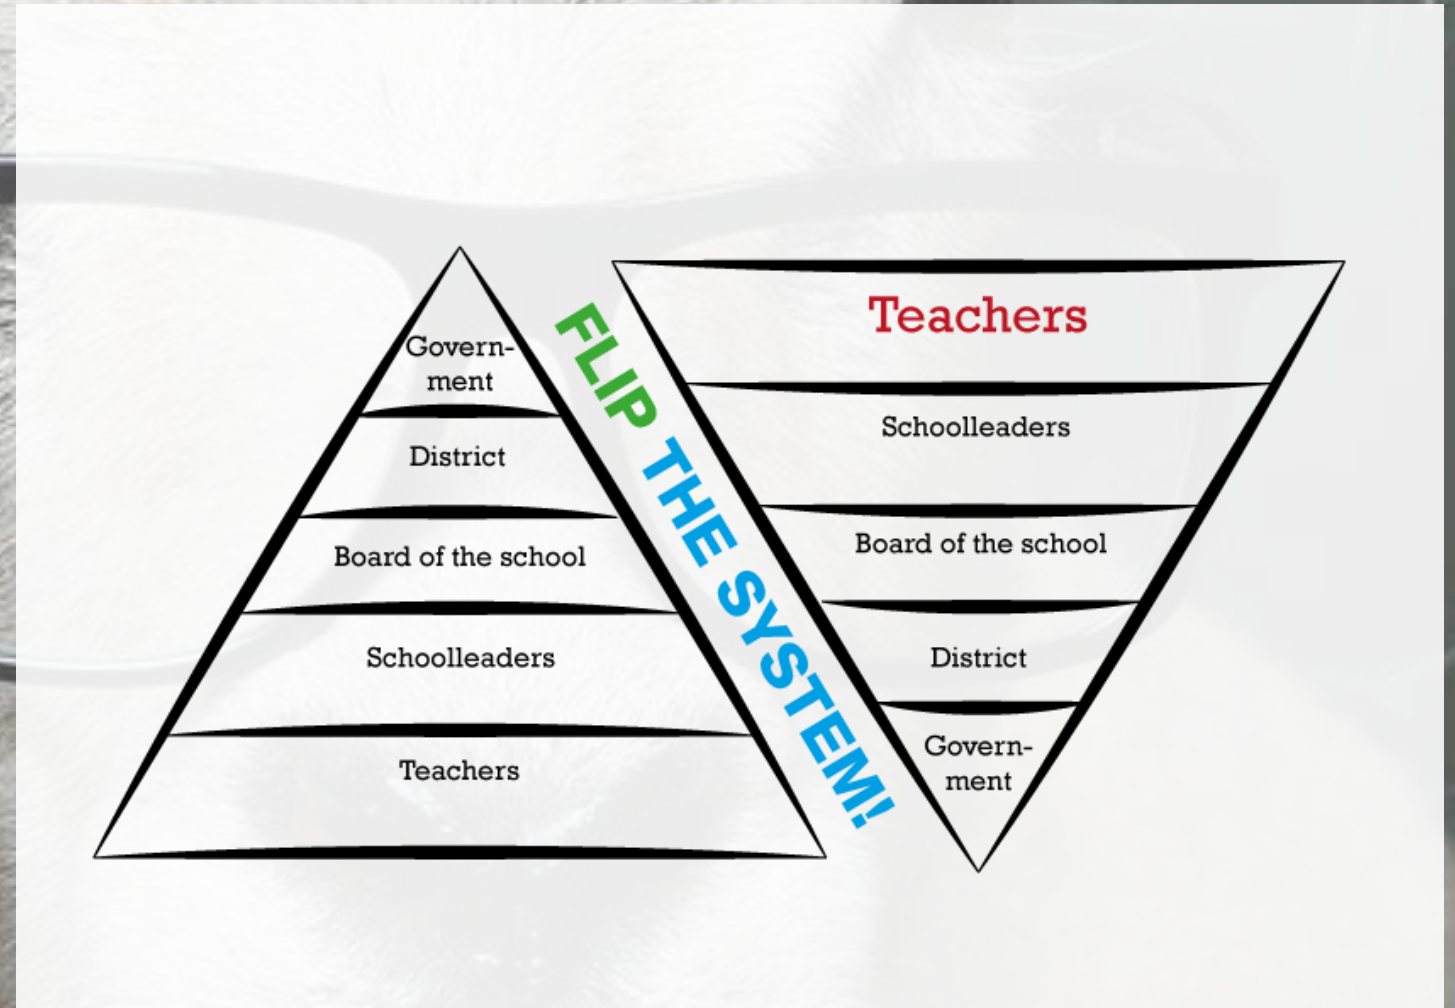 Govern-
ment
District
Board of the school
Schoolleaders
Teachers
FLIP THE SYSTEM!
Teachers
Schoolleaders
Board of the school
District
Govern-
ment